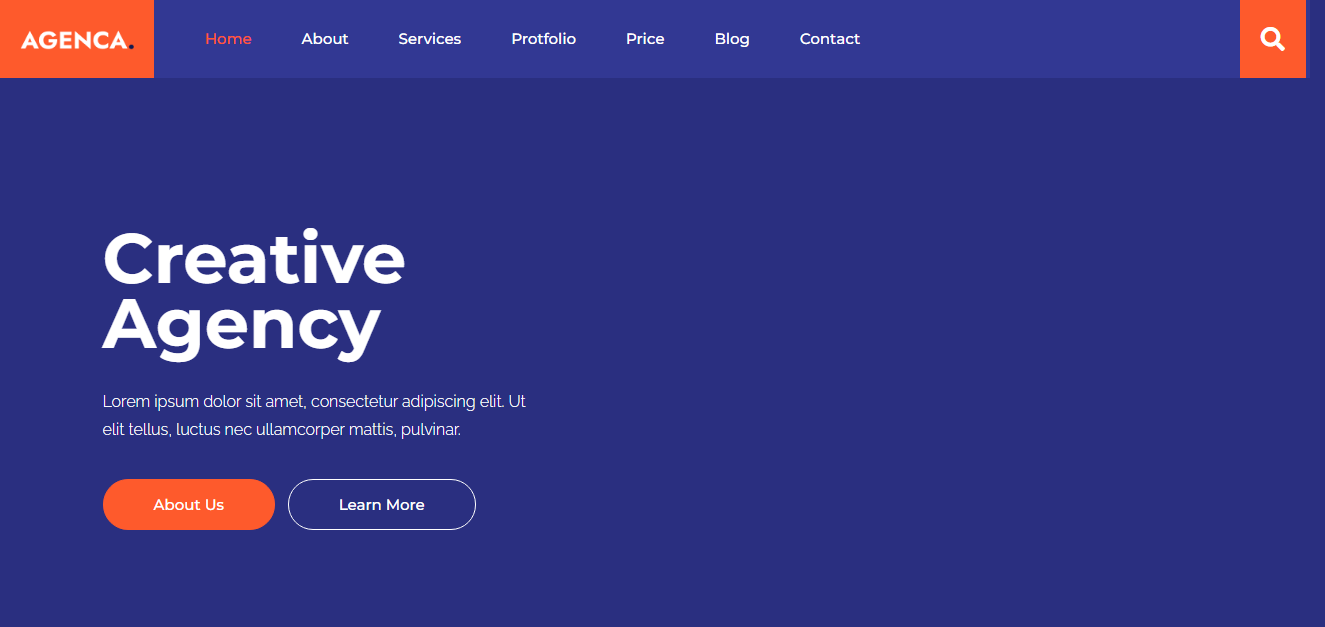 AGENCA.
Home About Services Protfolio Price Blog Contact
Creative
Agency
Lorem ipsum dolor sit amet, consectetur adipiscing elit. Ut
elit tellus, luctus nec ullamcorper mattis, pulvinar.
About Us Learn More